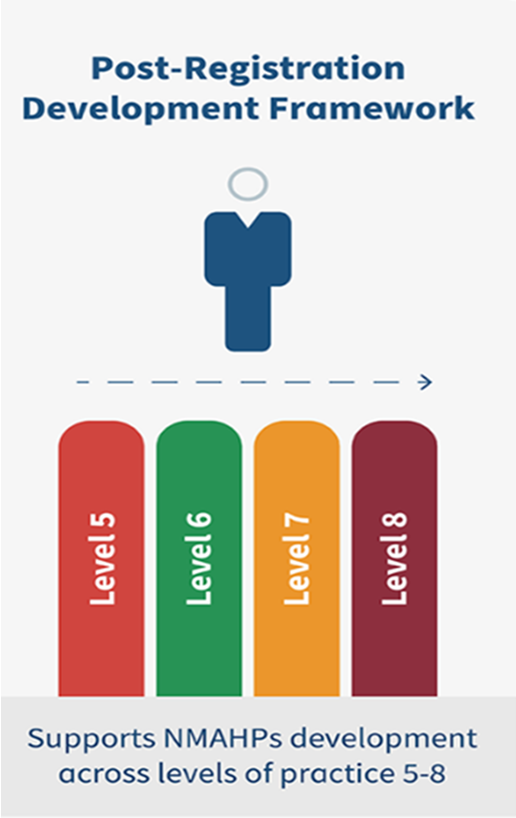 Post-Registration
Development Framework
Level 5
Level 6
Level 7
Level 8
Supports NMAHPs development
across levels of practice 5-8